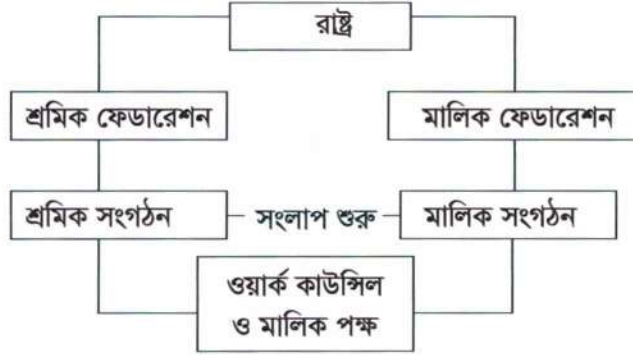 রাষ্ট্র
শ্রমিক ফেডারেশন
মালিক ফেডারেশন
শ্রমিক সংগঠন
সংলাপ শুরু
মালিক সংগঠন
ওয়ার্ক কাউন্সিল
ও মালিক পক্ষ